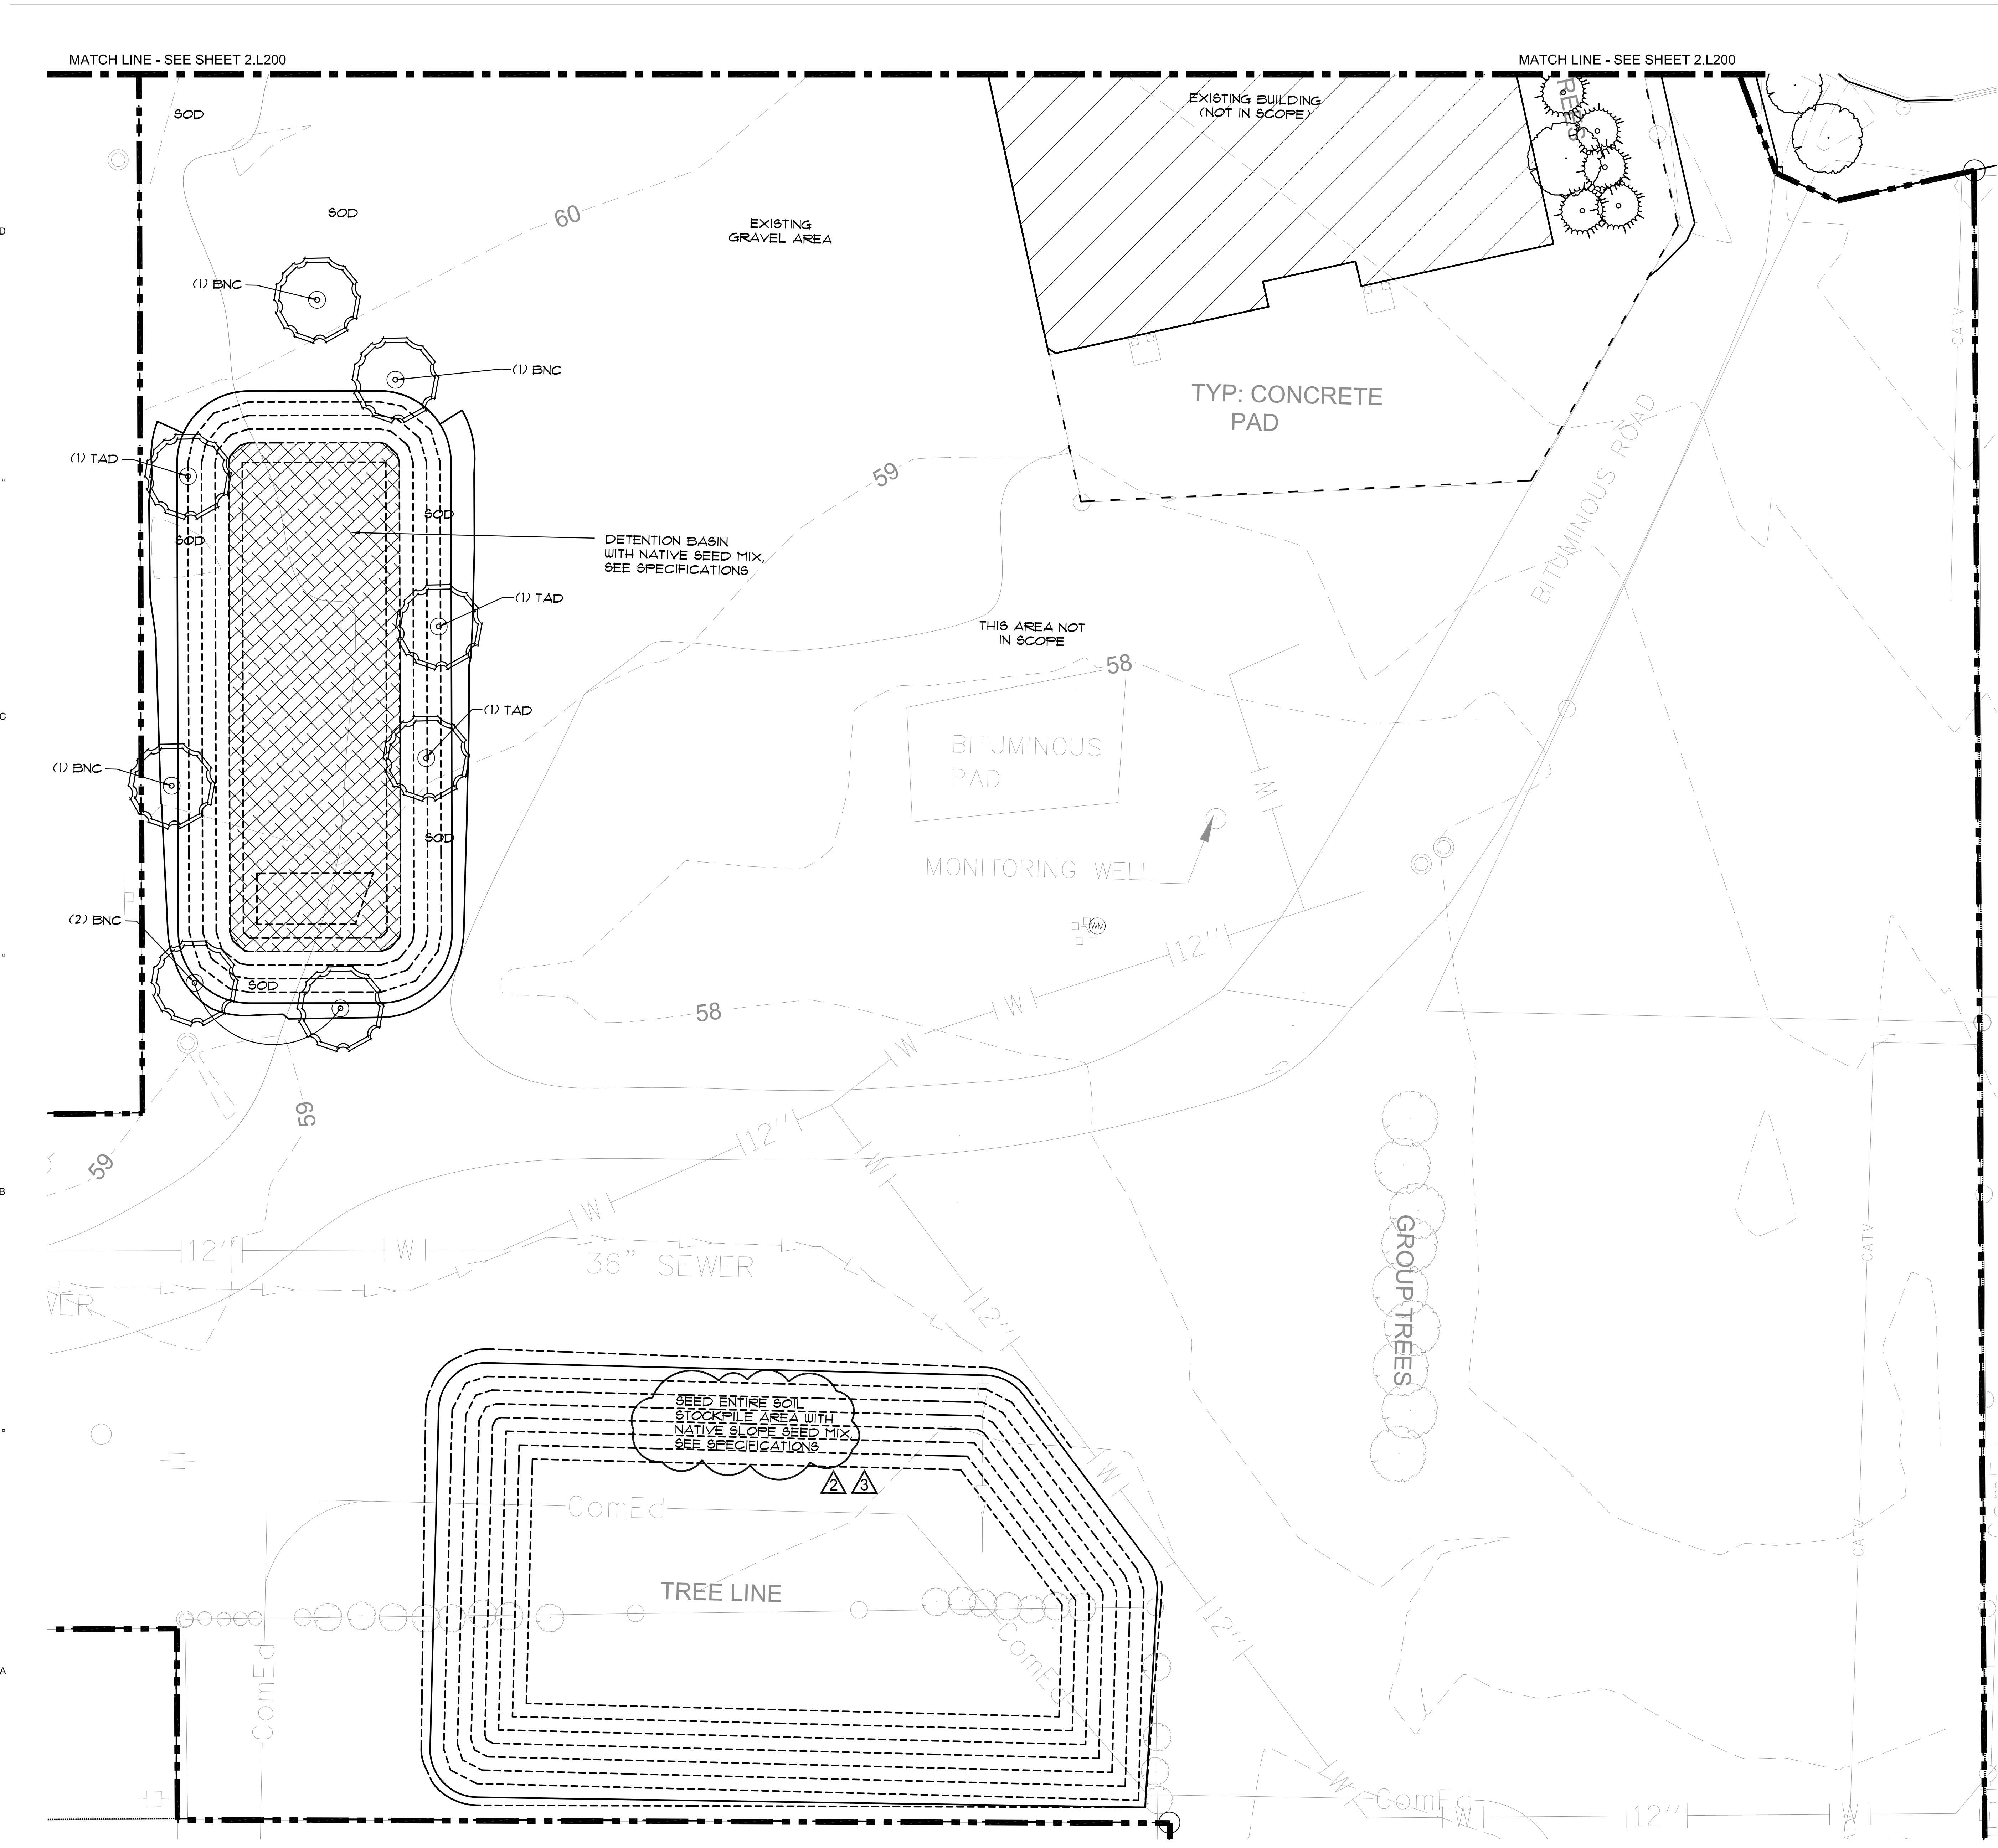 MATCH LINE - SEE SHEET 2.L200
MATCH LINE - SEE SHEET 2.L200
SOD
EXISTING BUILDING
(NOT IN SCOPE)
SOD
60
EXISTING
GRAVEL AREA
D
(1) BNC
CATV
(1) BNC
TYP: CONCRETE
PAD
(1) TAD
59
BITUMINOUS ROAD
SOD
SOD
DETENTION BASIN
WITH NATIVE SEED MIX,
SEE SPECIFICATIONS
(1) TAD
THIS AREA NOT
IN SCOPE
58
(1) TAD
C
BITUMINOUS
PAD
(1) BNC
W
SOD
MONITORING WELL
(2) BNC
WM
12"
SOD
W
58
W
59
12"
59
W
B
W
GROUP TREES
CATV
12"
W
36" SEWER
VER
12"
SEED ENTIRE SOIL
STOCKPILE AREA WITH
NATIVE SLOPE SEED MIX,
SEE SPECIFICATIONS
2
3
W
ComEd
CATV
TREE LINE
12"
ComEd
ComEd
A
W
ComEd
W
12"
W
CATV